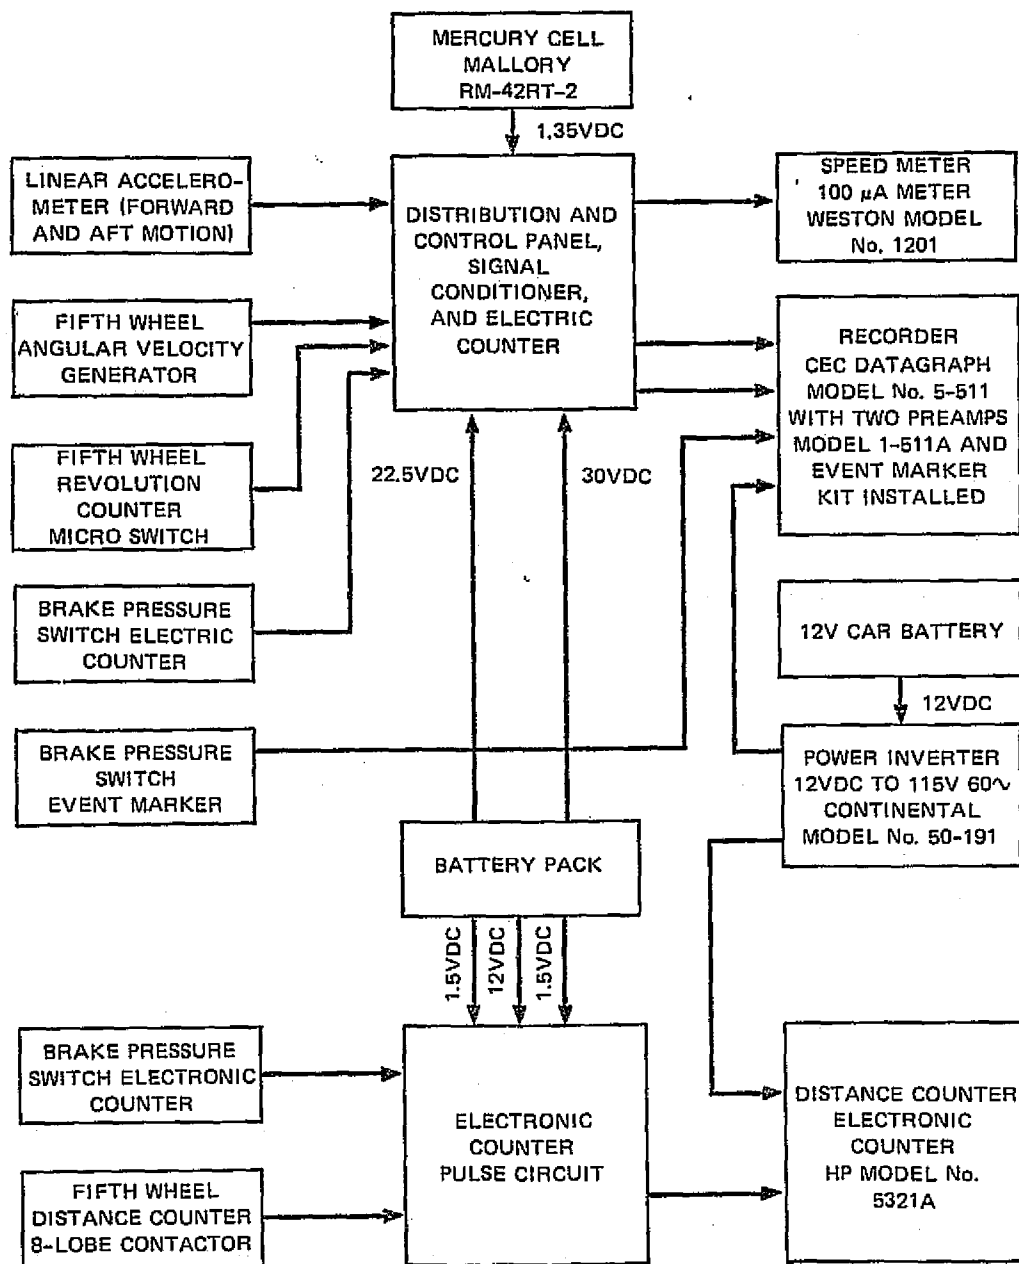 MERCURY CELL
MALLORY
RM-42RT-2
1.35VDC
LINEAR ACCELERO-
METER (FORWARD
AND AFT MOTION)
DISTRIBUTION AND
CONTROL PANEL,
SIGNAL
CONDITIONER,
AND ELECTRIC
COUNTER
SPEED METER
100 µA METER
WESTON MODEL
No. 1201
FIFTH WHEEL
ANGULAR VELOCITY
GENERATOR
RECORDER
CEC DATAGRAPH
MODEL No. 5-511
WITH TWO PREAMPS
MODEL 1-511A AND
EVENT MARKER
KIT INSTALLED
FIFTH WHEEL
REVOLUTION
COUNTER
MICRO SWITCH
22.5VDC
30VDC
BRAKE PRESSURE
SWITCH ELECTRIC
COUNTER
12V CAR BATTERY
12VDC
BRAKE PRESSURE
SWITCH
EVENT MARKER
POWER INVERTER
12VDC TO 115V 60∿
CONTINENTAL
MODEL No. 50-191
BATTERY PACK
1.5VDC
12VDC
1.5VDC
BRAKE PRESSURE
SWITCH ELECTRONIC
COUNTER
ELECTRONIC
COUNTER
PULSE CIRCUIT
DISTANCE COUNTER
ELECTRONIC
COUNTER
HP MODEL No.
5321A
FIFTH WHEEL
DISTANCE COUNTER
8-LOBE CONTACTOR